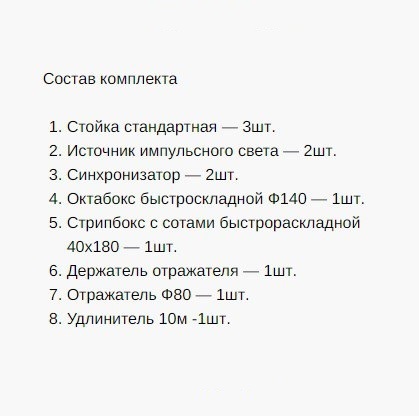 Состав комплекта
1. Стойка стандартная — 3шт.
2. Источник импульсного света — 2шт.
3. Синхронизатор — 2шт.
4. Октабокс быстроскладной Ф140 — 1шт.
5. Стрипбокс с сотами быстрораскладной
40х180 — 1шт.
6. Держатель отражателя — 1шт.
7. Отражатель Ф80 — 1шт.
8. Удлинитель 10м -1шт.